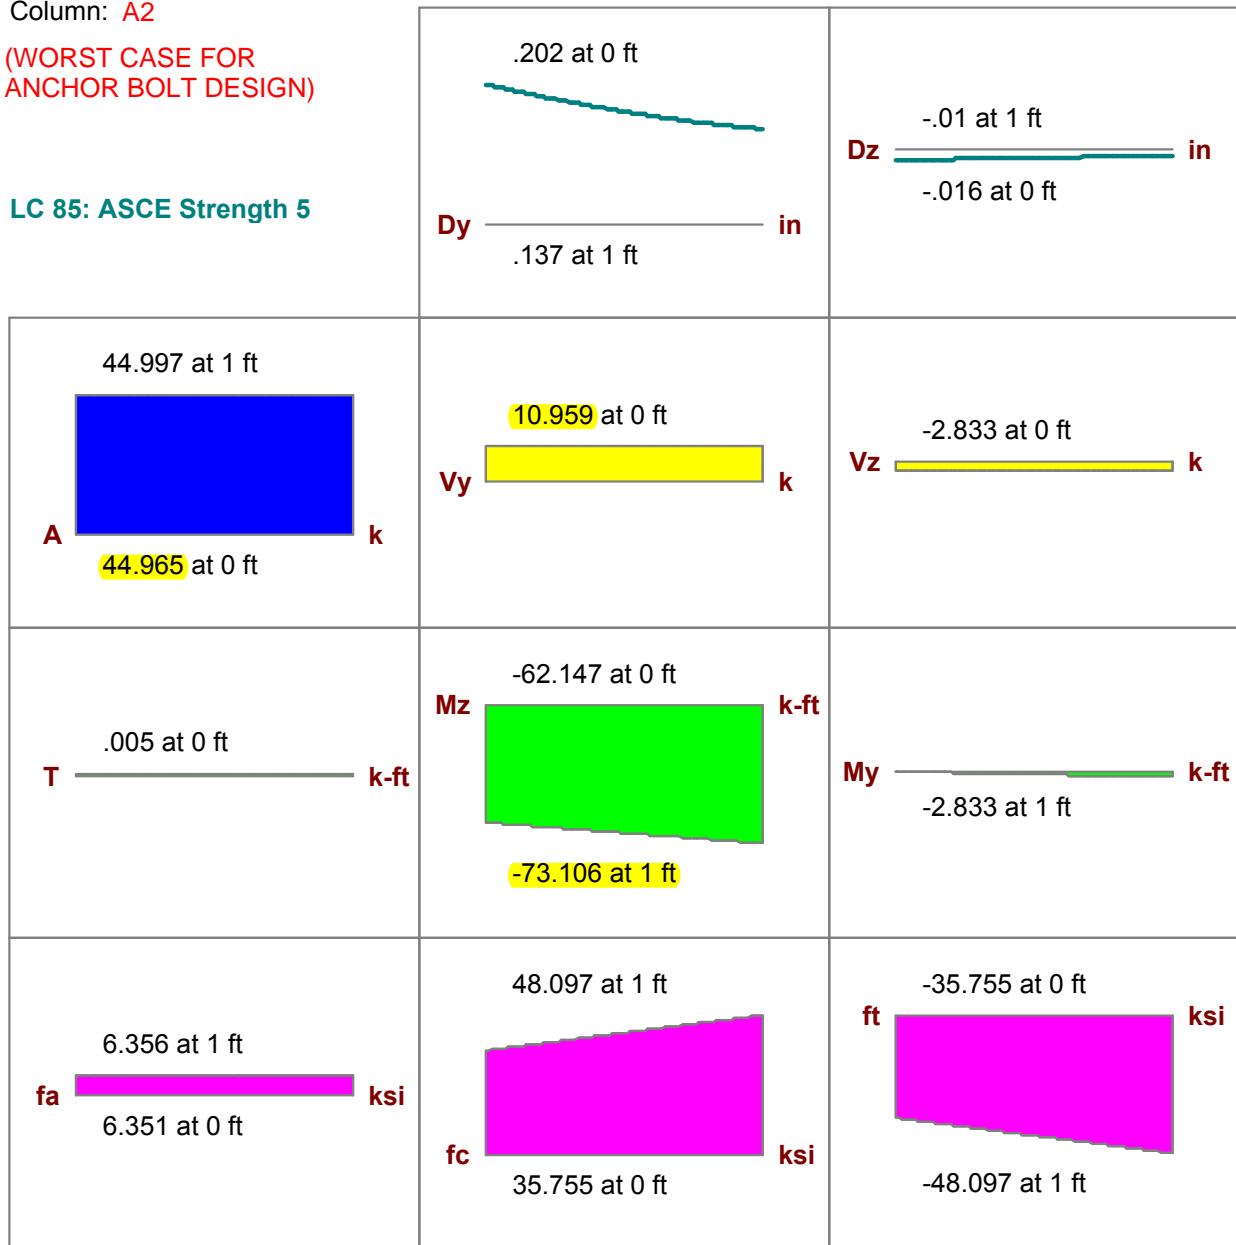 Column: A2
(WORST CASE FOR
ANCHOR BOLT DESIGN)
LC 85: ASCE Strength 5
.202 at 0 ft
Dy
in
.137 at 1 ft
-.01 at 1 ft
Dz
in
-.016 at 0 ft
44.997 at 1 ft
A
k
44.965 at 0 ft
10.959 at 0 ft
Vy
k
-2.833 at 0 ft
Vz
k
.005 at 0 ft
T
k-ft
-62.147 at 0 ft
Mz
k-ft
-73.106 at 1 ft
My
k-ft
-2.833 at 1 ft
6.356 at 1 ft
fa
ksi
6.351 at 0 ft
48.097 at 1 ft
fc
ksi
35.755 at 0 ft
-35.755 at 0 ft
ft
ksi
-48.097 at 1 ft